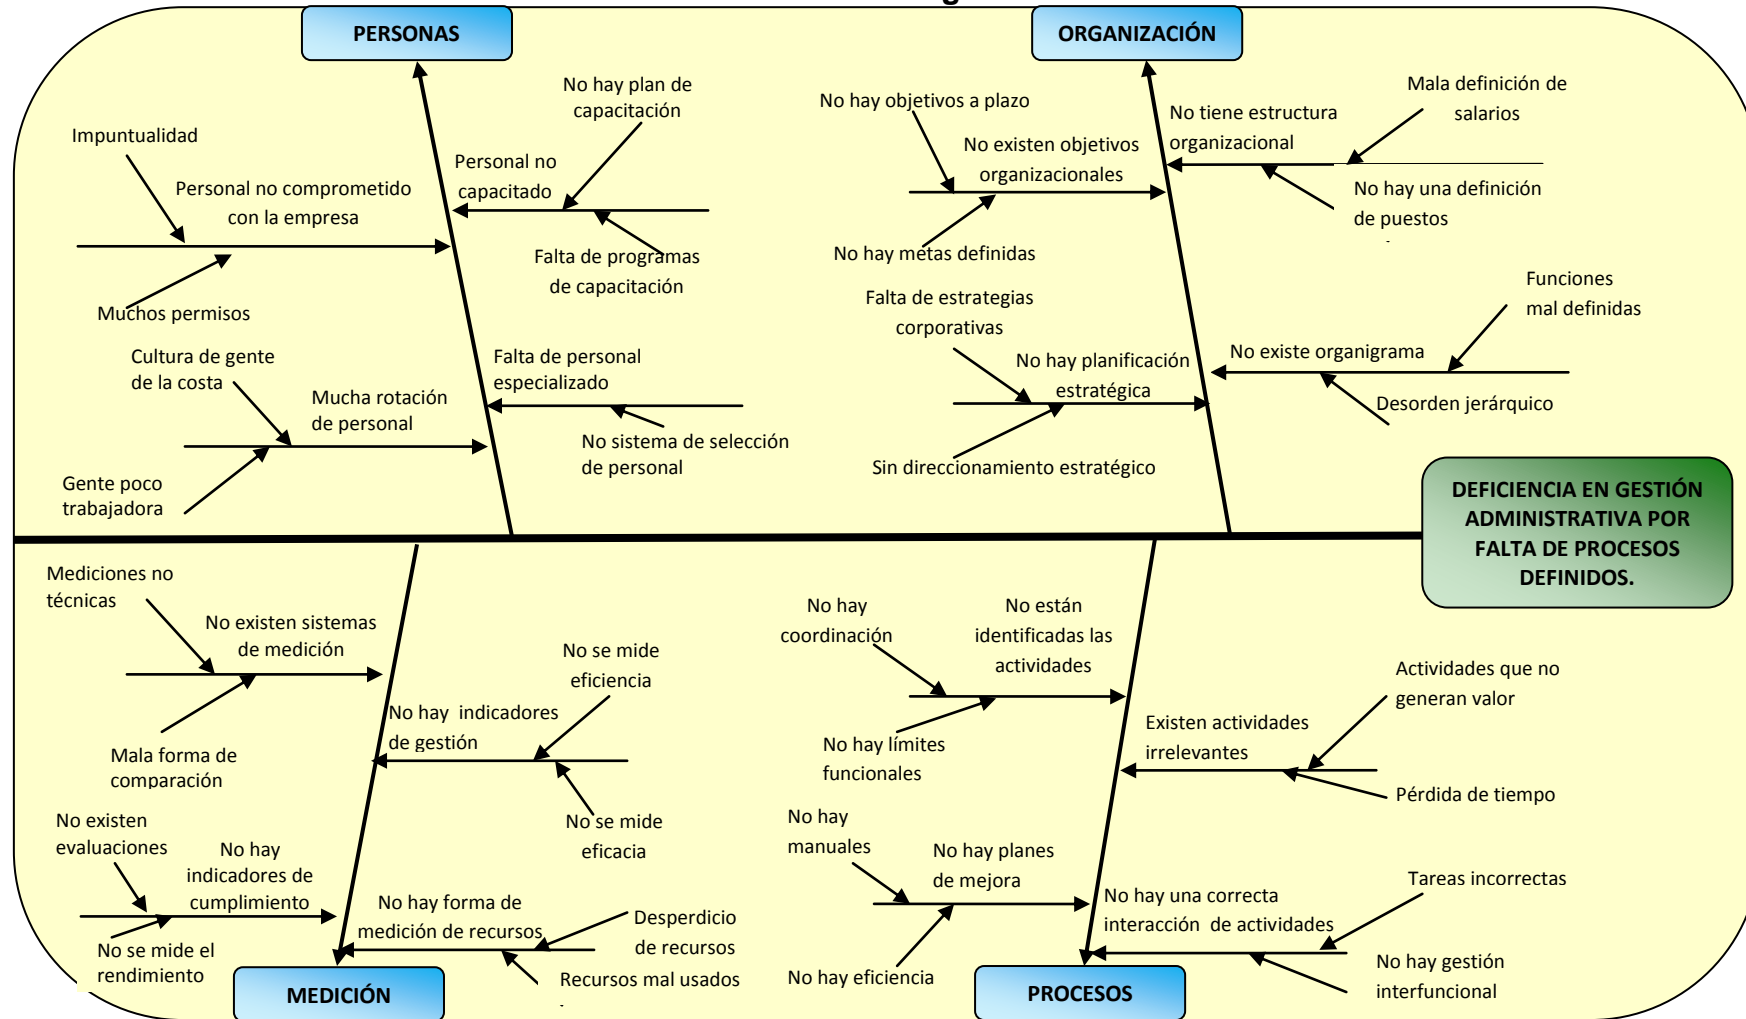 PERSONAS
ORGANIZACIÓN
No hay plan de
capacitación
Impuntualidad
Personal no
capacitado
Personal no comprometido
con la empresa
Falta de programas
de capacitación
Muchos permisos
Cultura de gente
de la costa
Falta de personal
especializado
Mucha rotación
de personal
No sistema de selección
de personal
Gente poco
trabajadora
No hay objetivos a plazo
No existen objetivos
organizacionales
No hay metas definidas
Mala definición de
salarios
No tiene estructura
organizacional
No hay una definición
de puestos
Falta de estrategias
corporativas
No hay planificación
estratégica
Sin direccionamiento estratégico
Funciones
mal definidas
No existe organigrama
Desorden jerárquico
DEFICIENCIA EN GESTIÓN
ADMINISTRATIVA POR
FALTA DE PROCESOS
DEFINIDOS.
Mediciones no
técnicas
No existen sistemas
de medición
Mala forma de
comparación
No se mide
eficiencia
No hay indicadores
de gestión
No se mide
eficacia
No existen
evaluaciones
No hay
indicadores de
cumplimiento
No se mide el
rendimiento
No hay forma de
medición de recursos
Desperdicio
de recursos
Recursos mal usados
MEDICIÓN
No hay
coordinación
No están
identificadas las
actividades
No hay límites
funcionales
Actividades que no
generan valor
Existen actividades
irrelevantes
Pérdida de tiempo
No hay
manuales
No hay planes
de mejora
No hay eficiencia
Tareas incorrectas
No hay una correcta
interacción de actividades
No hay gestión
interfuncional
PROCESOS